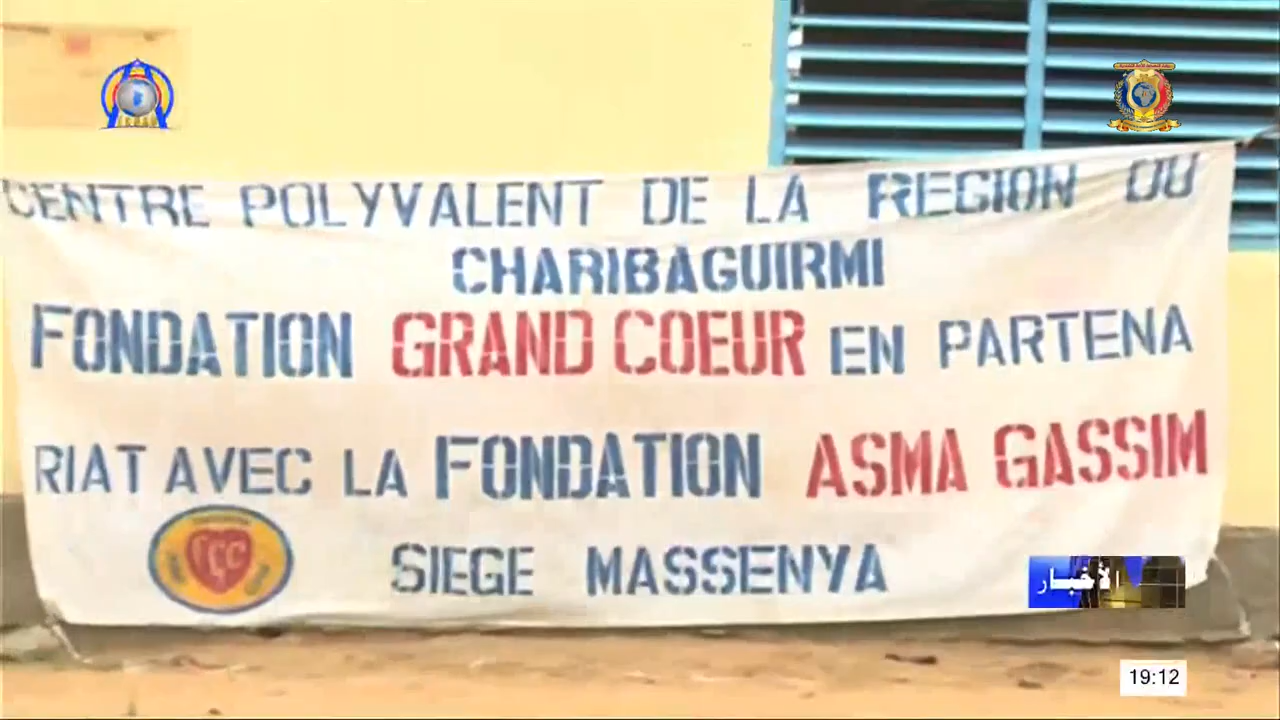 CENTRE POLYVALENT DE LA REGION DU
CHARIBAGUIRMI
FONDATION GRAND COEUR EN PARTENA
RIAT AVEC LA FONDATION ASMA GASSIM
SIEGE MASSENYA
الأخبار
19:12